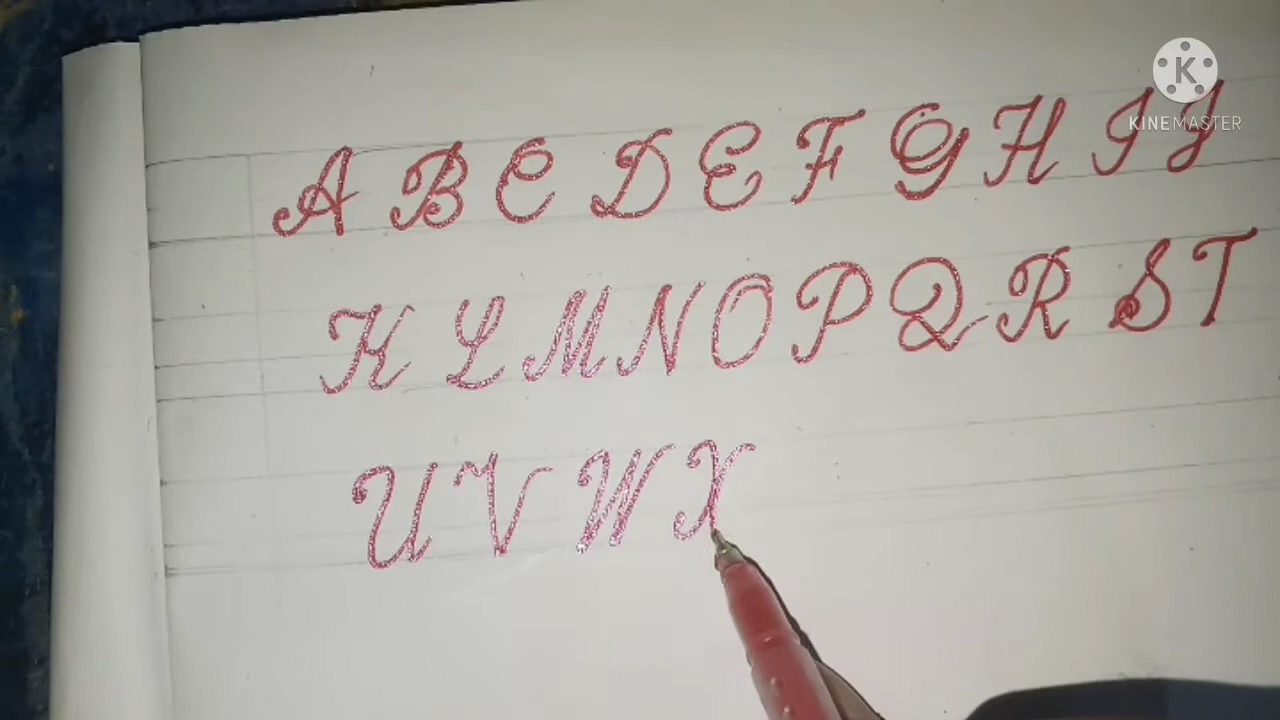 K
KINEMASTER
A B C D E F G H I J
K L M N O P Q R S T
U V W X